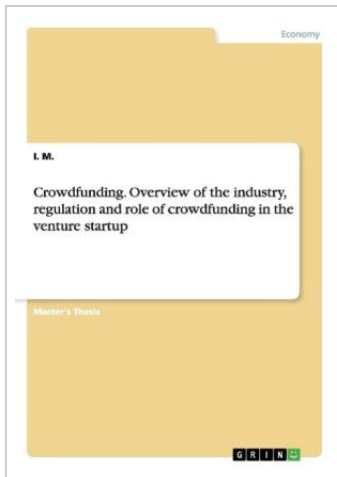 Economy
I. M.
Crowdfunding. Overview of the industry,
regulation and role of crowdfunding in the
venture startup
Master's Thesis
GRIN